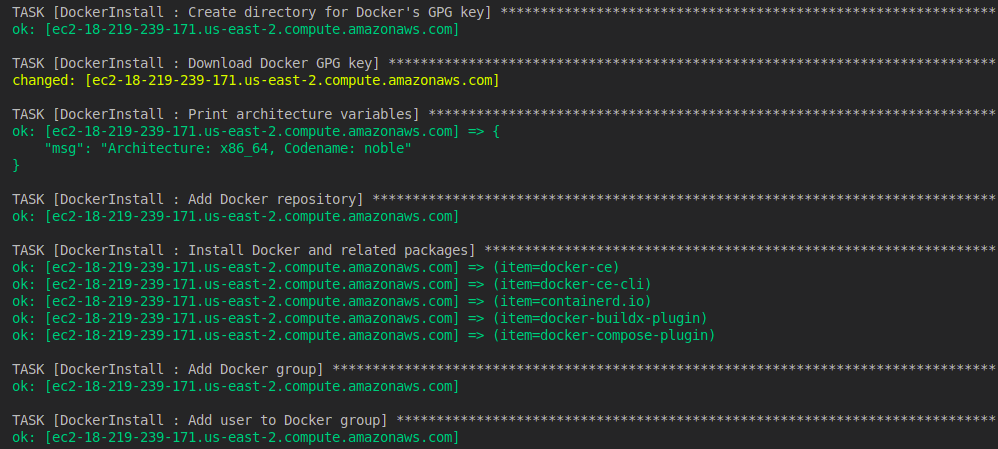 TASK [DockerInstall : Create directory for Docker's GPG key] **************************************************************
ok: [ec2-18-219-239-171.us-east-2.compute.amazonaws.com]
TASK [DockerInstall : Download Docker GPG key] ****************************************************************************
changed: [ec2-18-219-239-171.us-east-2.compute.amazonaws.com]
TASK [DockerInstall : Print architecture variables] ***********************************************************************
ok: [ec2-18-219-239-171.us-east-2.compute.amazonaws.com] => {
    "msg": "Architecture: x86_64, Codename: noble"
}
TASK [DockerInstall : Add Docker repository] ******************************************************************************
ok: [ec2-18-219-239-171.us-east-2.compute.amazonaws.com]
TASK [DockerInstall : Install Docker and related packages] ****************************************************************
ok: [ec2-18-219-239-171.us-east-2.compute.amazonaws.com] => (item=docker-ce)
ok: [ec2-18-219-239-171.us-east-2.compute.amazonaws.com] => (item=docker-ce-cli)
ok: [ec2-18-219-239-171.us-east-2.compute.amazonaws.com] => (item=containerd.io)
ok: [ec2-18-219-239-171.us-east-2.compute.amazonaws.com] => (item=docker-buildx-plugin)
ok: [ec2-18-219-239-171.us-east-2.compute.amazonaws.com] => (item=docker-compose-plugin)
TASK [DockerInstall : Add Docker group] ***********************************************************************************
ok: [ec2-18-219-239-171.us-east-2.compute.amazonaws.com]
TASK [DockerInstall : Add user to Docker group] ***************************************************************************
ok: [ec2-18-219-239-171.us-east-2.compute.amazonaws.com]